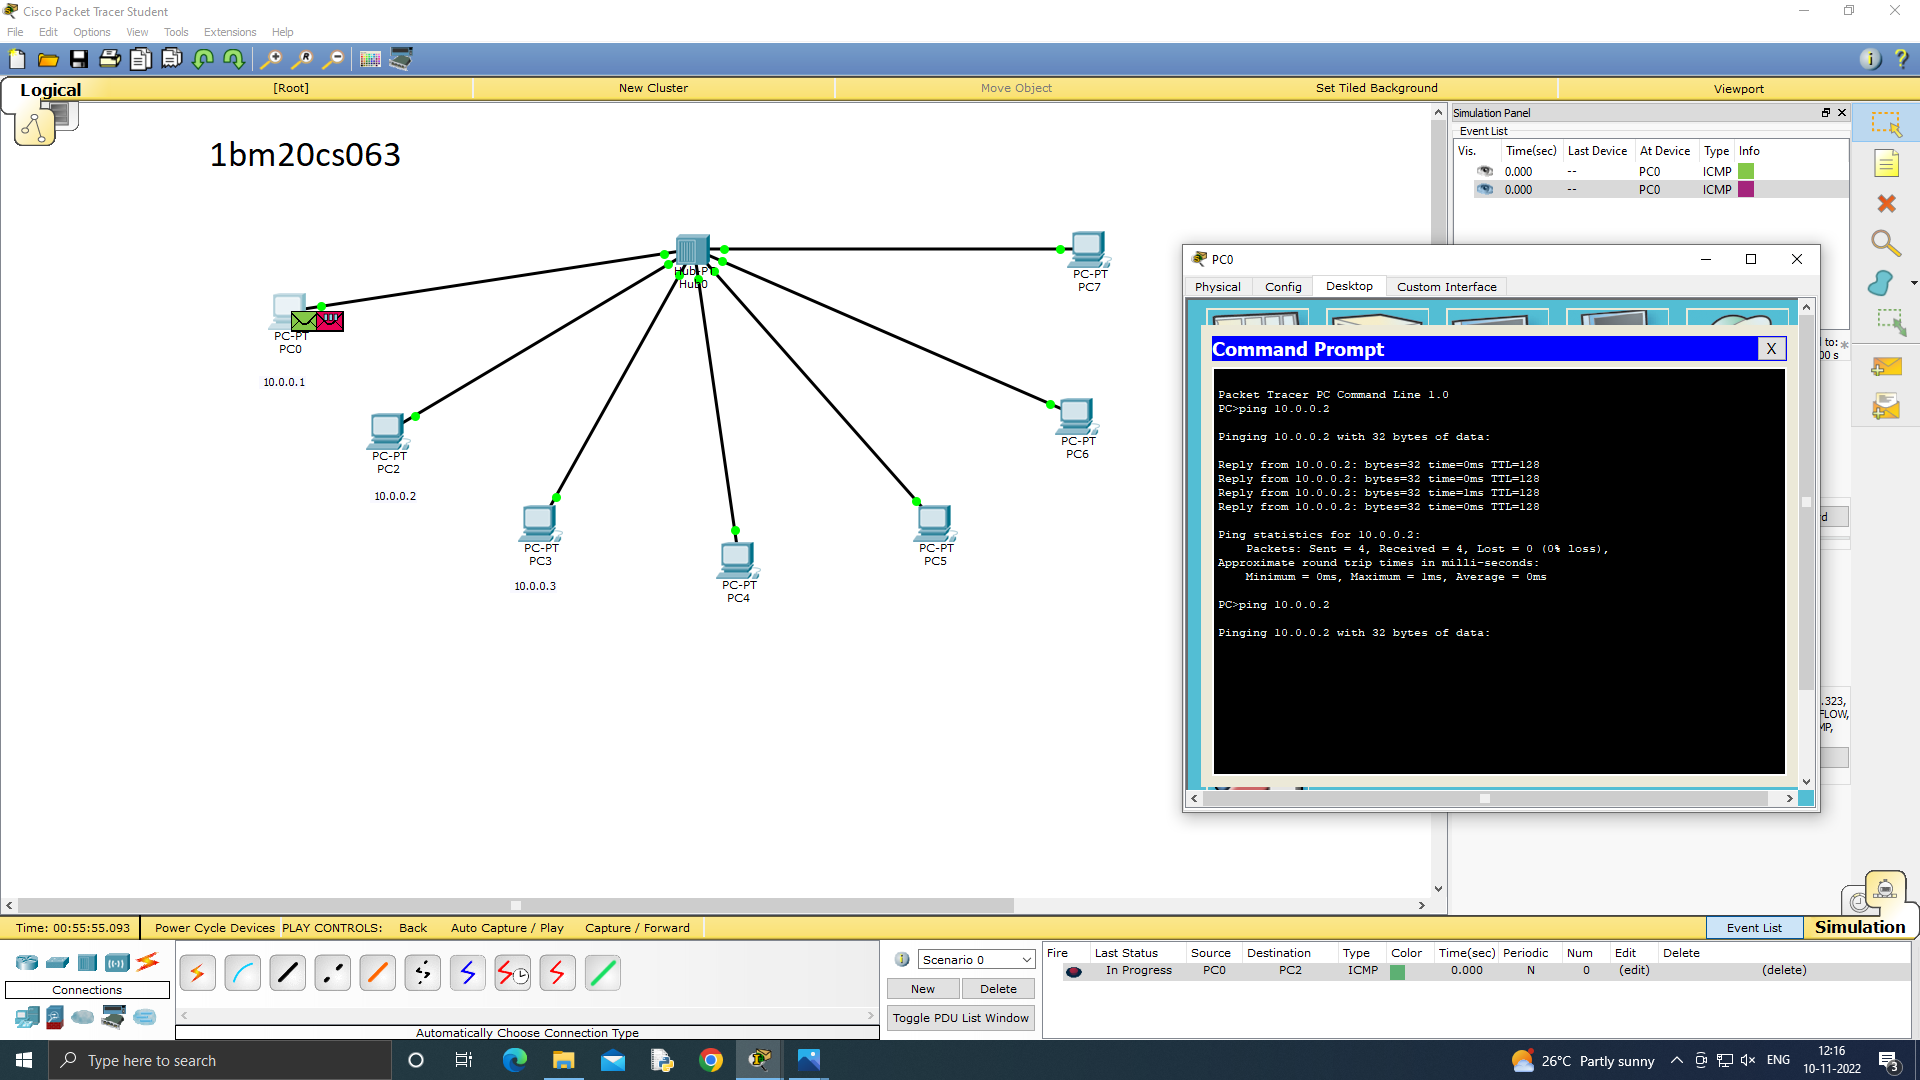 Cisco Packet Tracer Student
File Edit Options View Tools Extensions Help
Logical [Root] New Cluster Move Object Set Tiled Background Viewport
1bm20cs063
Hub-PT
Hub0
PC-PT
PC7
PC-PT
PC0
10.0.0.1
PC-PT
PC2
10.0.0.2
PC-PT
PC3
10.0.0.3
PC-PT
PC4
PC-PT
PC5
PC-PT
PC6
Simulation Panel
Event List
Vis. Time(sec) Last Device At Device Type Info
0.000 -- PC0 ICMP
0.000 -- PC0 ICMP
PC0
Physical Config Desktop Custom Interface
Command Prompt X
Packet Tracer PC Command Line 1.0
PC>ping 10.0.0.2
Pinging 10.0.0.2 with 32 bytes of data:
Reply from 10.0.0.2: bytes=32 time=0ms TTL=128
Reply from 10.0.0.2: bytes=32 time=0ms TTL=128
Reply from 10.0.0.2: bytes=32 time=1ms TTL=128
Reply from 10.0.0.2: bytes=32 time=0ms TTL=128
Ping statistics for 10.0.0.2:
Packets: Sent = 4, Received = 4, Lost = 0 (0% loss),
Approximate round trip times in milli-seconds:
Minimum = 0ms, Maximum = 1ms, Average = 0ms
PC>ping 10.0.0.2
Pinging 10.0.0.2 with 32 bytes of data:
to:
00 s
.323,
FLOW,
Time: 00:55:55.093 Power Cycle Devices PLAY CONTROLS: Back Auto Capture / Play Capture / Forward Event List Simulation
Connections
Automatically Choose Connection Type
Scenario 0
New Delete
Toggle PDU List Window
Fire Last Status Source Destination Type Color Time(sec) Periodic Num Edit Delete
In Progress PC0 PC2 ICMP 0.000 N 0 (edit) (delete)
Type here to search
26°C Partly sunny ENG
12:16
10-11-2022
3